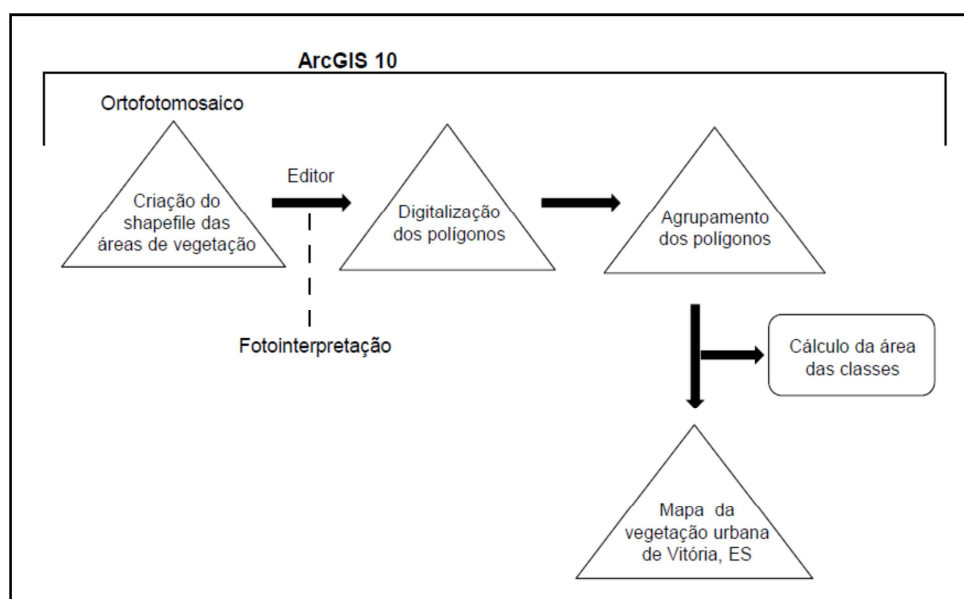 ArcGIS 10
Ortofotomosaico
Criação do
shapefile das
áreas de vegetação
Editor
Fotointerpretação
Digitalização
dos polígonos
Agrupamento
dos polígonos
Cálculo da área
das classes
Mapa da
vegetação urbana
de Vitória, ES